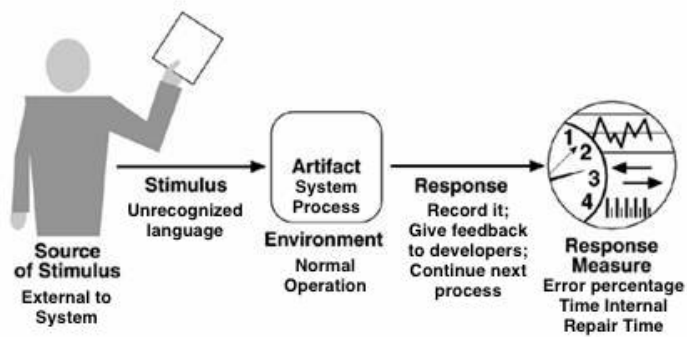 Source
of Stimulus
External to
System
Stimulus
Unrecognized
language
Artifact
System
Process
Environment
Normal
Operation
Response
Record it;
Give feedback
to developers;
Continue next
process
1
2
3
4
Response
Measure
Error percentage
Time Internal
Repair Time